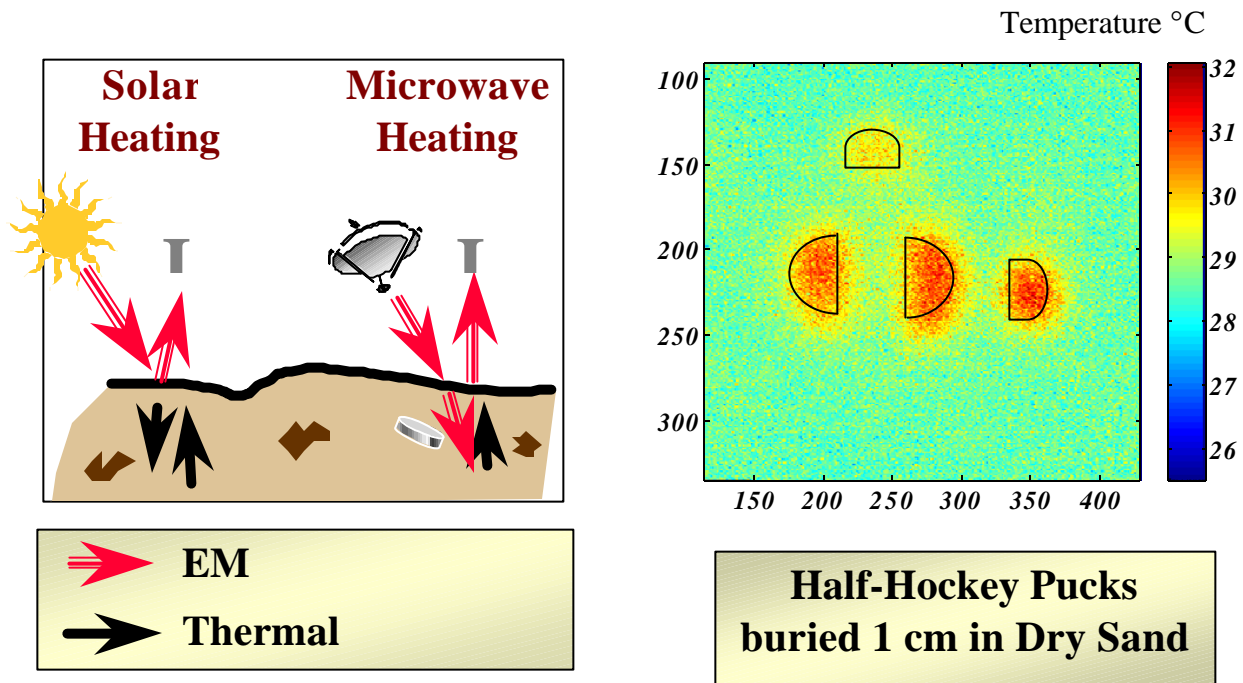 Temperature °C
Solar
Heating
Microwave
Heating
EM
Thermal
100
150
200
250
300
150
200
250
300
350
400
32
31
30
29
28
27
26
Half-Hockey Pucks
buried 1 cm in Dry Sand